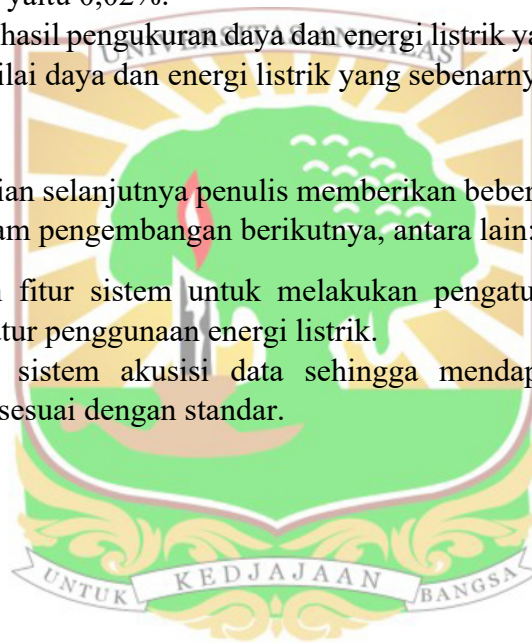 yaitu 0,02%.
hasil pengukuran daya dan energi listrik ya
UNIVERSITAS ANDALAS
ilai daya dan energi listrik yang sebenarny
ian selanjutnya penulis memberikan beber
am pengembangan berikutnya, antara lain:
fitur sistem untuk melakukan pengatu
tur penggunaan energi listrik.
sistem akusisi data sehingga mendap
sesuai dengan standar.
UNTUK KEDJAJAAN BANGSA